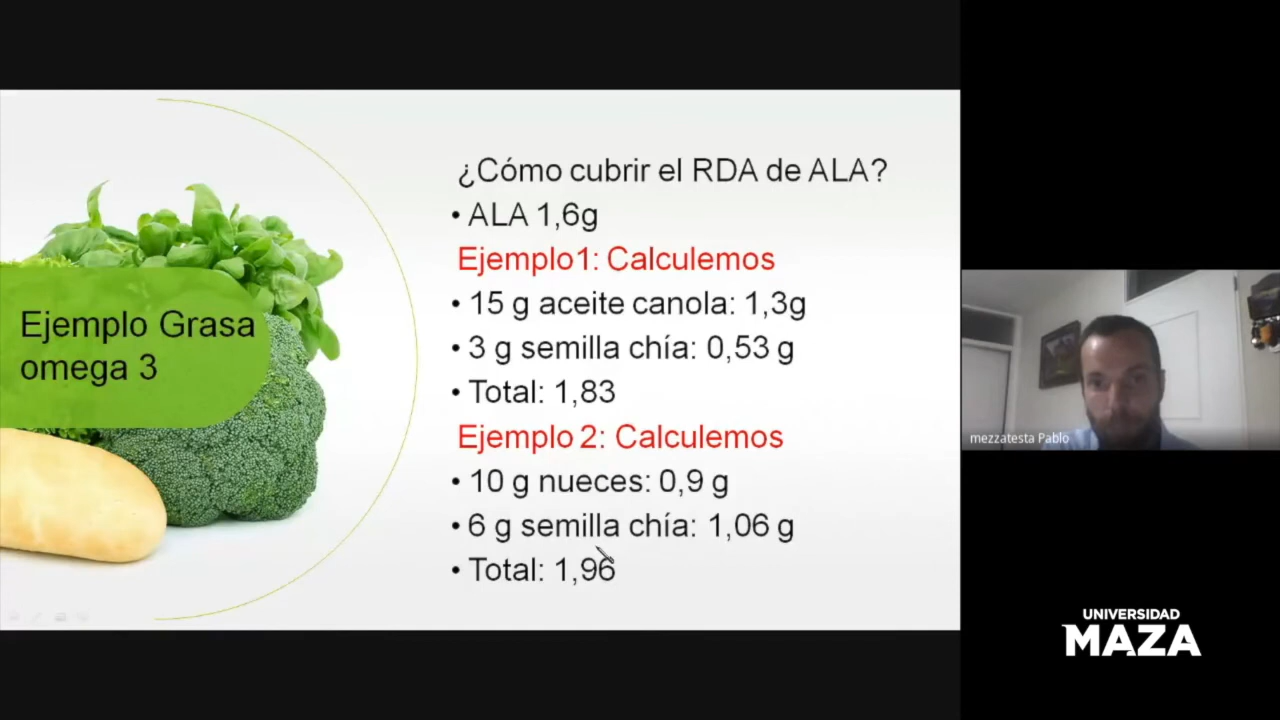 ¿Cómo cubrir el RDA de ALA?
• ALA 1,6g
Ejemplo1: Calculemos
• 15 g aceite canola: 1,3g
• 3 g semilla chía: 0,53 g
• Total: 1,83
Ejemplo 2: Calculemos
• 10 g nueces: 0,9 g
• 6 g semilla chía: 1,06 g
• Total: 1,96
Ejemplo Grasa
omega 3
mezzatesta Pablo
UNIVERSIDAD
MAZA